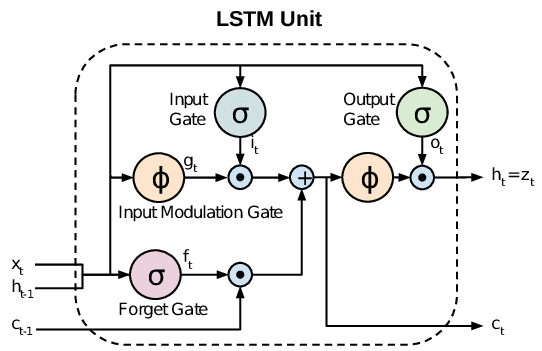 LSTM Unit
Input
Gate
σ
i_t
Output
Gate
σ
o_t
ϕ
g_t
Input Modulation Gate
+
ϕ
h_t=z_t
x_t
h_t-1
σ
f_t
Forget Gate
c_t-1
c_t